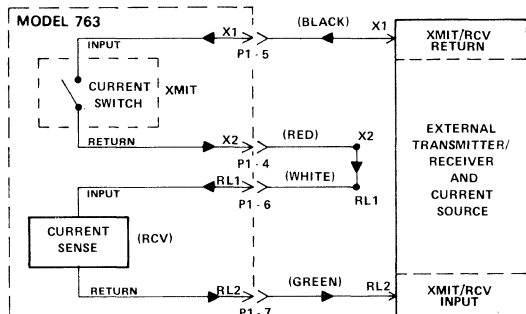 MODEL 763
X1
(BLACK)
X1
XMIT/RCV
RETURN
INPUT
P1-5
CURRENT
SWITCH
XMIT
RETURN
X2
(RED)
X2
P1-4
RL1
(WHITE)
RL1
INPUT
P1-6
EXTERNAL
TRANSMITTER/
RECEIVER
AND
CURRENT
SOURCE
CURRENT
SENSE
(RCV)
RETURN
RL2
(GREEN)
RL2
P1-7
XMIT/RCV
INPUT